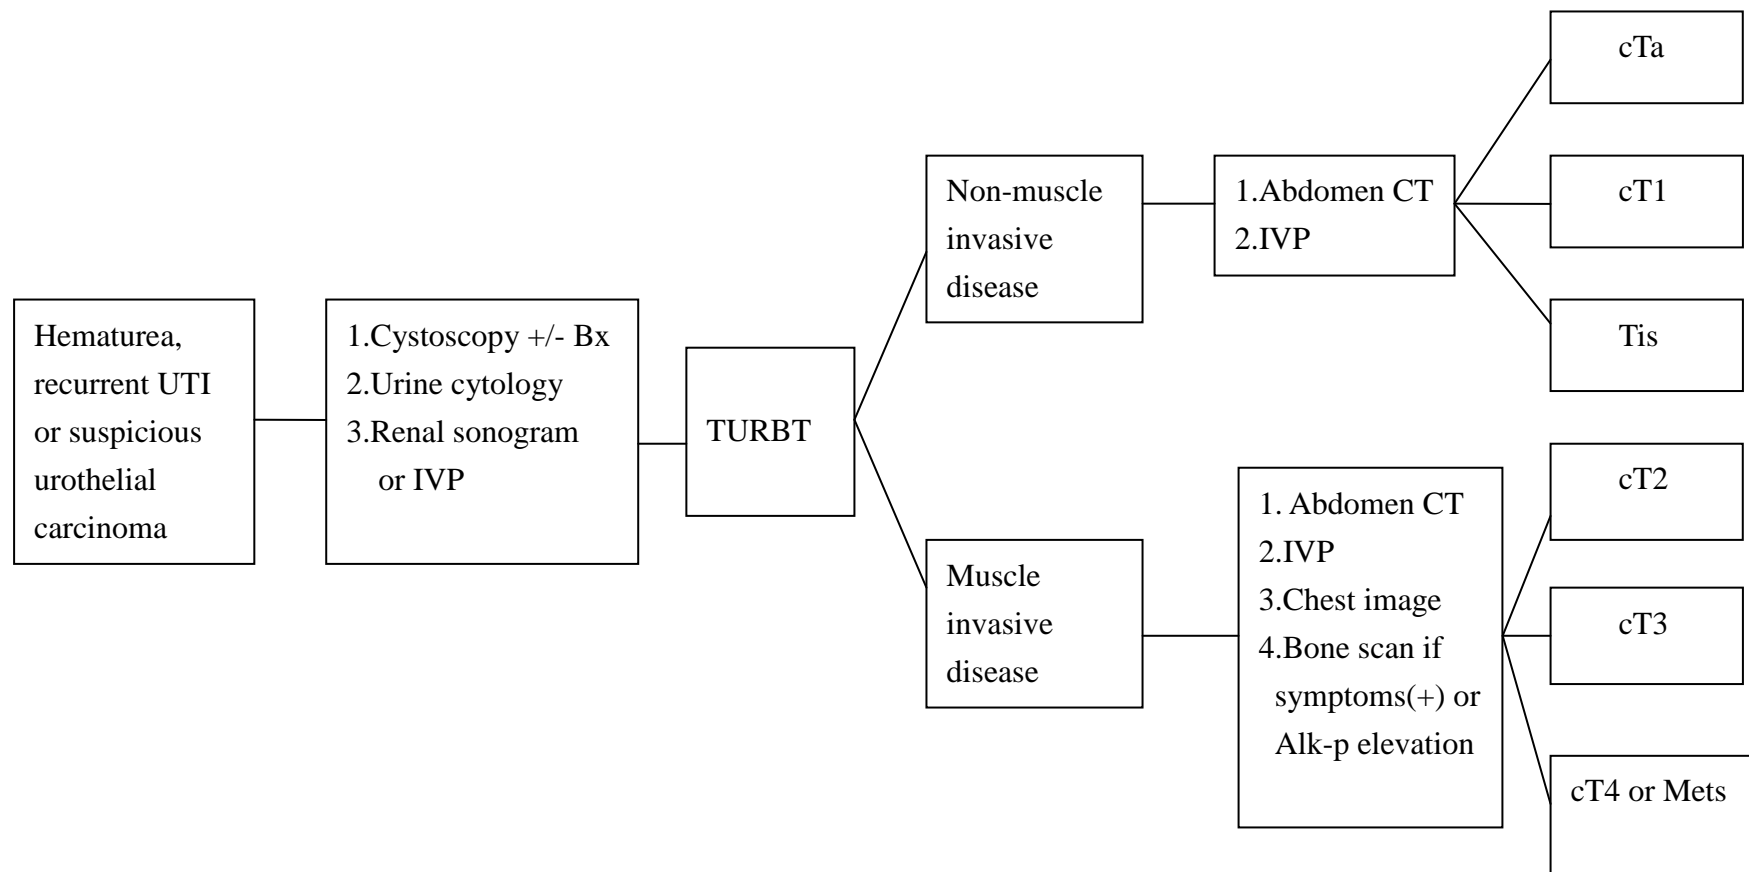 Hematurea,
recurrent UTI
or suspicious
urothelial
carcinoma
1.Cystoscopy +/- Bx
2.Urine cytology
3.Renal sonogram
or IVP
TURBT
Non-muscle
invasive
disease
1.Abdomen CT
2.IVP
cTa
cT1
Tis
Muscle
invasive
disease
1. Abdomen CT
2.IVP
3.Chest image
4.Bone scan if
symptoms(+) or
Alk-p elevation
cT2
cT3
cT4 or Mets